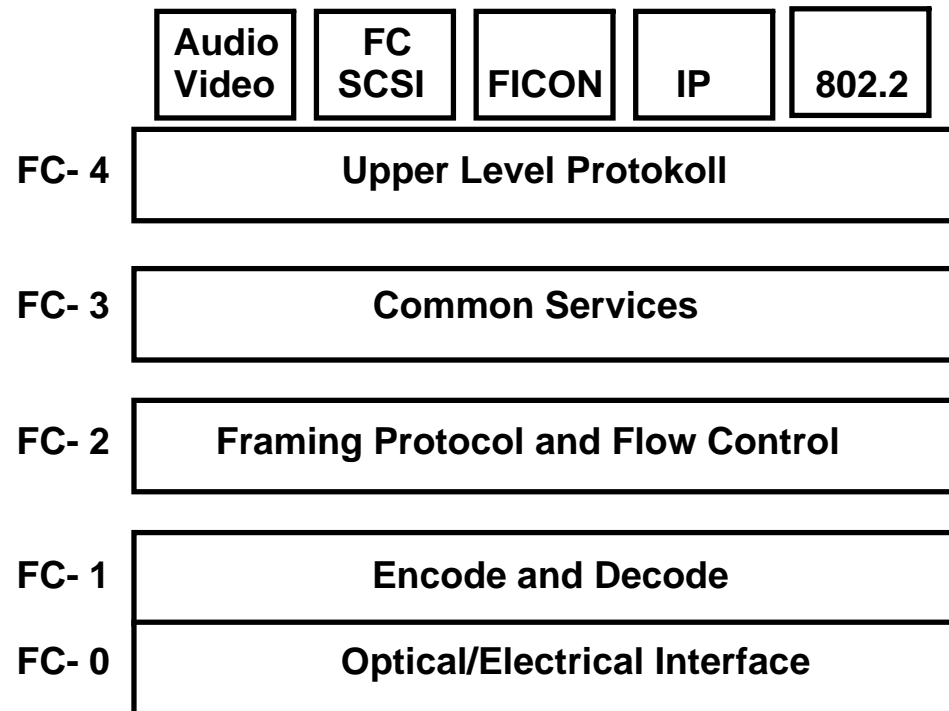 Audio
Video
FC
SCSI
FICON
IP
802.2
FC- 4 Upper Level Protokoll
FC- 3 Common Services
FC- 2 Framing Protocol and Flow Control
FC- 1 Encode and Decode
FC- 0 Optical/Electrical Interface